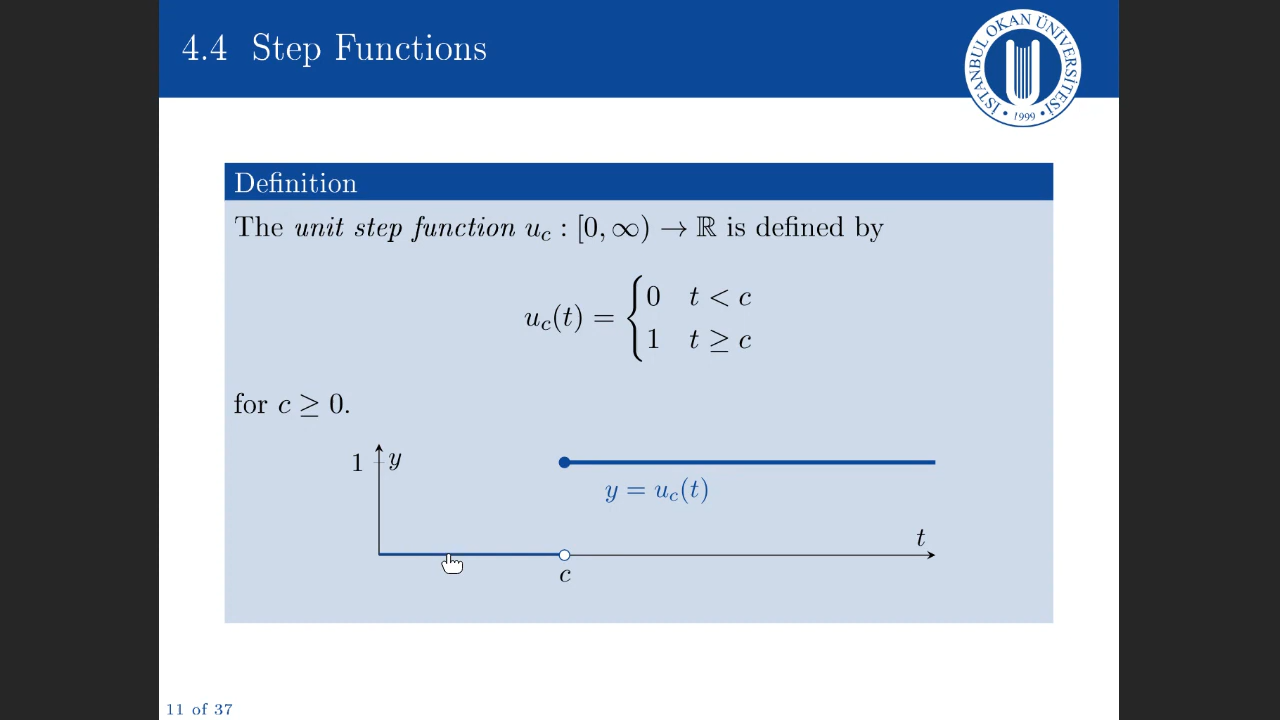 4.4 Step Functions
İSTANBUL OKAN ÜNİVERSİTESİ
• 1999 •
Definition
The unit step function u_c : [0, ∞) → ℝ is defined by
u_c(t) = {
0 t < c
1 t ≥ c
for c ≥ 0.
1 y
y = u_c(t)
t
c
11 of 37